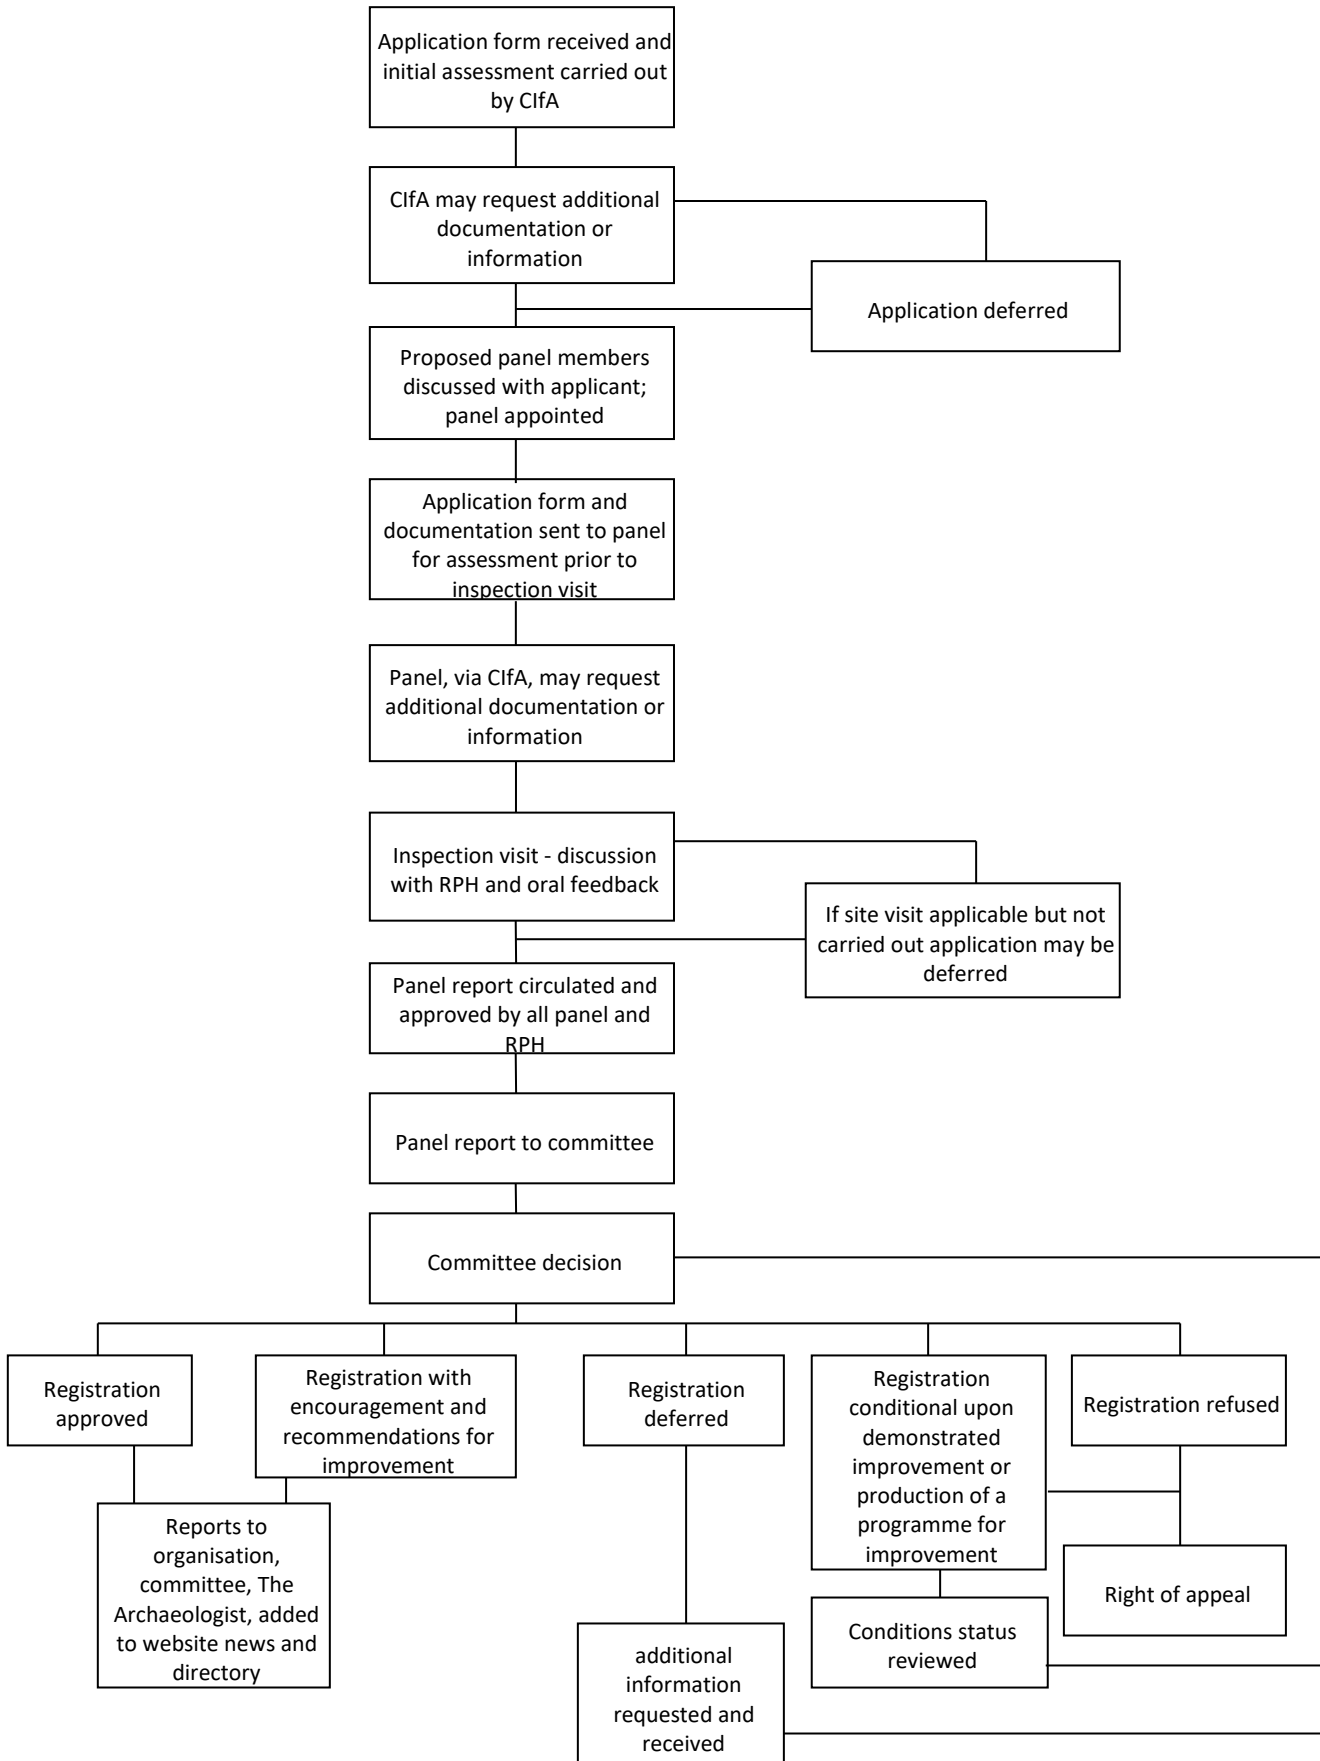 Application form received and
initial assessment carried out
by CIfA
CIfA may request additional
documentation or
information
Application deferred
Proposed panel members
discussed with applicant;
panel appointed
Application form and
documentation sent to panel
for assessment prior to
inspection visit
Panel, via CIfA, may request
additional documentation or
information
Inspection visit - discussion
with RPH and oral feedback
If site visit applicable but not
carried out application may be
deferred
Panel report circulated and
approved by all panel and
RPH
Panel report to committee
Committee decision
Registration
approved
Registration with
encouragement and
recommendations for
improvement
Registration
deferred
Registration
conditional upon
demonstrated
improvement or
production of a
programme for
improvement
Registration refused
Reports to
organisation,
committee, The
Archaeologist, added
to website news and
directory
additional
information
requested and
received
Conditions status
reviewed
Right of appeal